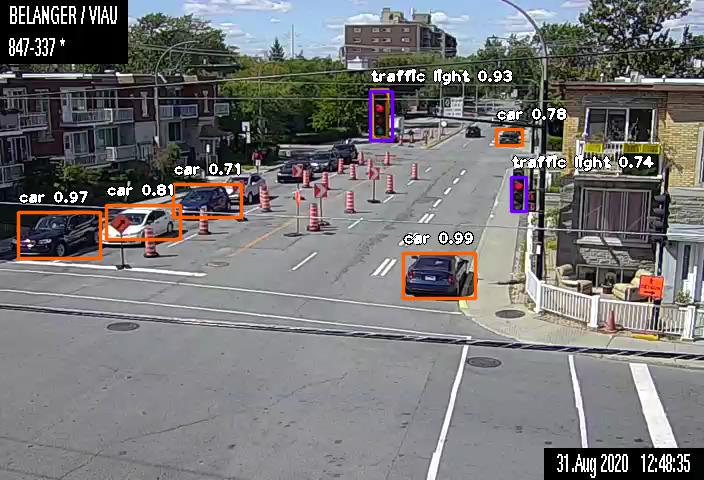 BELANGER / VIAU
847-337 *
traffic light 0.93
car 0.78
traffic light 0.74
car 0.71
car 0.81
car 0.97
car 0.99
31.Aug 2020 12:48:35